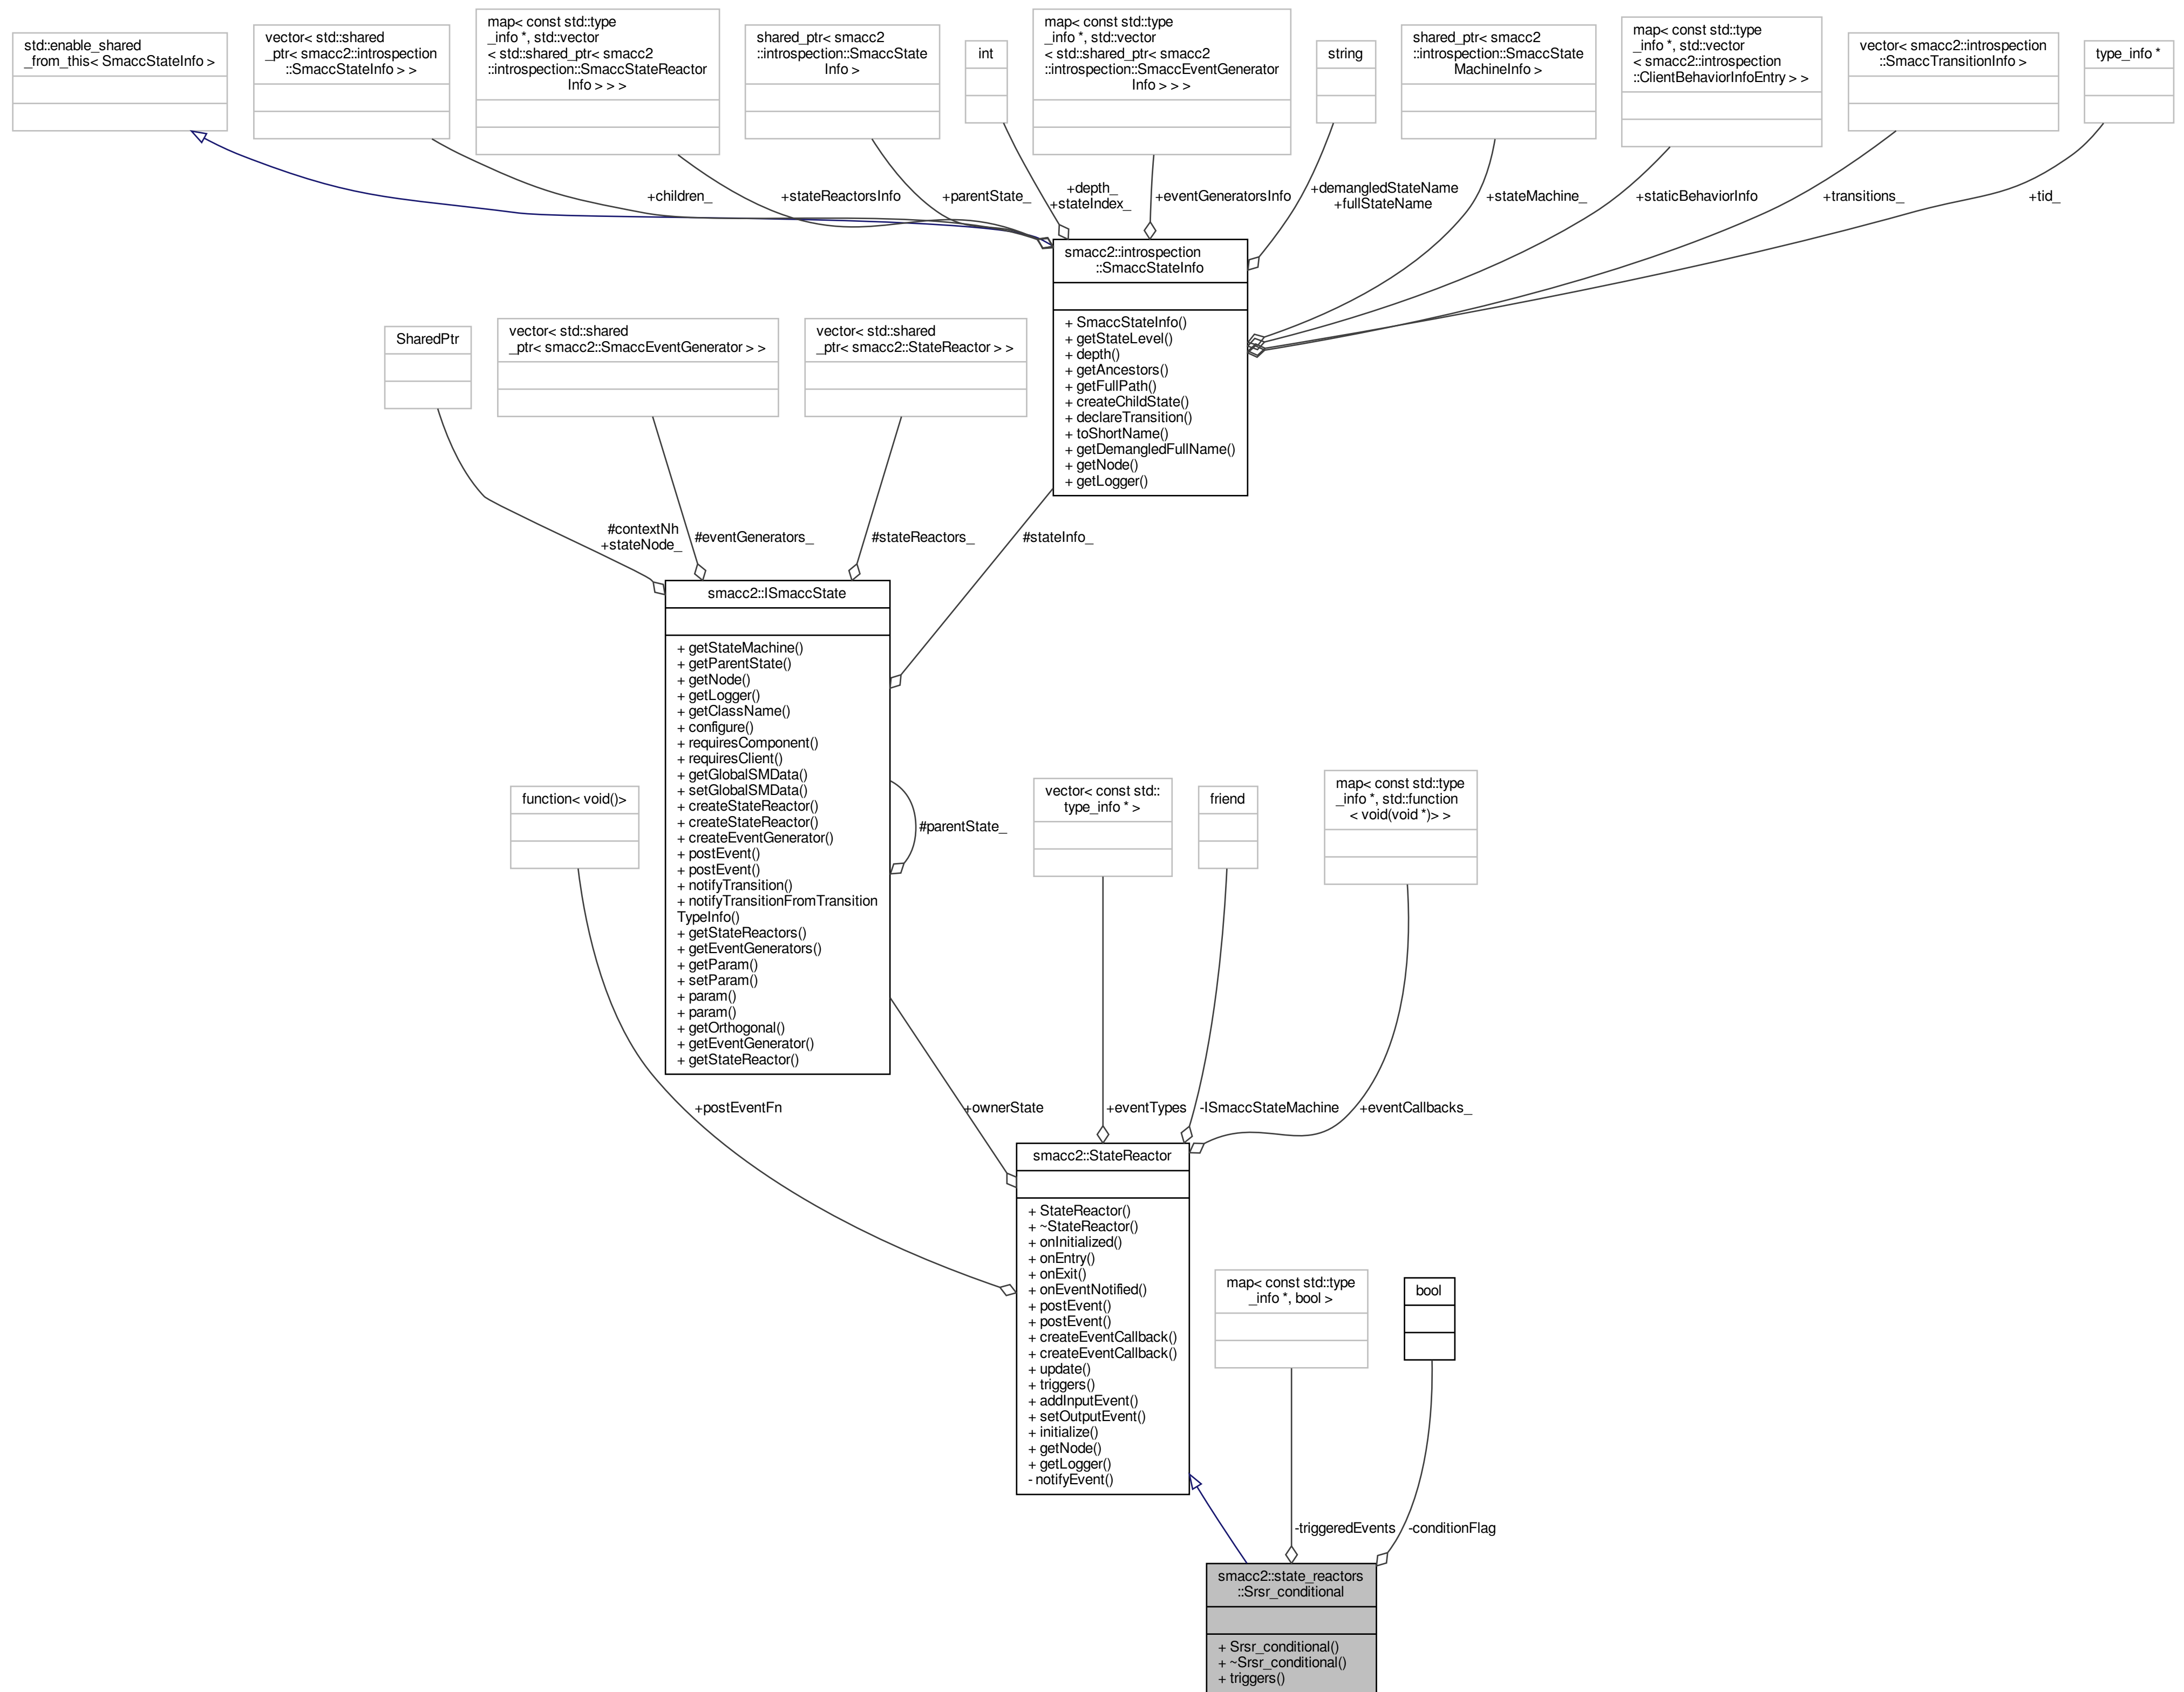 std::enable_shared
_from_this< SmaccStateInfo >
vector< std::shared
_ptr< smacc2::introspection
::SmaccStateInfo > >
map< const std::type
_info *, std::vector
< std::shared_ptr< smacc2
::introspection::SmaccStateReactor
Info > > >
shared_ptr< smacc2
::introspection::SmaccState
Info >
int
map< const std::type
_info *, std::vector
< std::shared_ptr< smacc2
::introspection::SmaccEventGenerator
Info > > >
string
shared_ptr< smacc2
::introspection::SmaccState
MachineInfo >
map< const std::type
_info *, std::vector
< smacc2::introspection
::ClientBehaviorInfoEntry > >
vector< smacc2::introspection
::SmaccTransitionInfo >
type_info *
+children_
+stateReactorsInfo
+parentState_
+depth_
+stateIndex_
+eventGeneratorsInfo
+demangledStateName
+fullStateName
+stateMachine_
+staticBehaviorInfo
+transitions_
+tid_
smacc2::introspection
::SmaccStateInfo
+ SmaccStateInfo()
+ getStateLevel()
+ depth()
+ getAncestors()
+ getFullPath()
+ createChildState()
+ declareTransition()
+ toShortName()
+ getDemangledFullName()
+ getNode()
+ getLogger()
SharedPtr
vector< std::shared
_ptr< smacc2::SmaccEventGenerator > >
vector< std::shared
_ptr< smacc2::StateReactor > >
#contextNh
+stateNode_
#eventGenerators_
#stateReactors_
#stateInfo_
smacc2::ISmaccState
+ getStateMachine()
+ getParentState()
+ getNode()
+ getLogger()
+ getClassName()
+ configure()
+ requiresComponent()
+ requiresClient()
+ getGlobalSMData()
+ setGlobalSMData()
+ createStateReactor()
+ createStateReactor()
+ createEventGenerator()
+ postEvent()
+ postEvent()
+ notifyTransition()
+ notifyTransitionFromTransition
TypeInfo()
+ getStateReactors()
+ getEventGenerators()
+ getParam()
+ setParam()
+ param()
+ param()
+ getOrthogonal()
+ getEventGenerator()
+ getStateReactor()
#parentState_
function< void()>
vector< const std::
type_info * >
friend
map< const std::type
_info *, std::function
< void(void *)> >
+postEventFn
+ownerState
+eventTypes
-ISmaccStateMachine
+eventCallbacks_
smacc2::StateReactor
+ StateReactor()
+ ~StateReactor()
+ onInitialized()
+ onEntry()
+ onExit()
+ onEventNotified()
+ postEvent()
+ postEvent()
+ createEventCallback()
+ createEventCallback()
+ update()
+ triggers()
+ addInputEvent()
+ setOutputEvent()
+ initialize()
+ getNode()
+ getLogger()
- notifyEvent()
map< const std::type
_info *, bool >
bool
-triggeredEvents
-conditionFlag
smacc2::state_reactors
::Srsr_conditional
+ Srsr_conditional()
+ ~Srsr_conditional()
+ triggers()